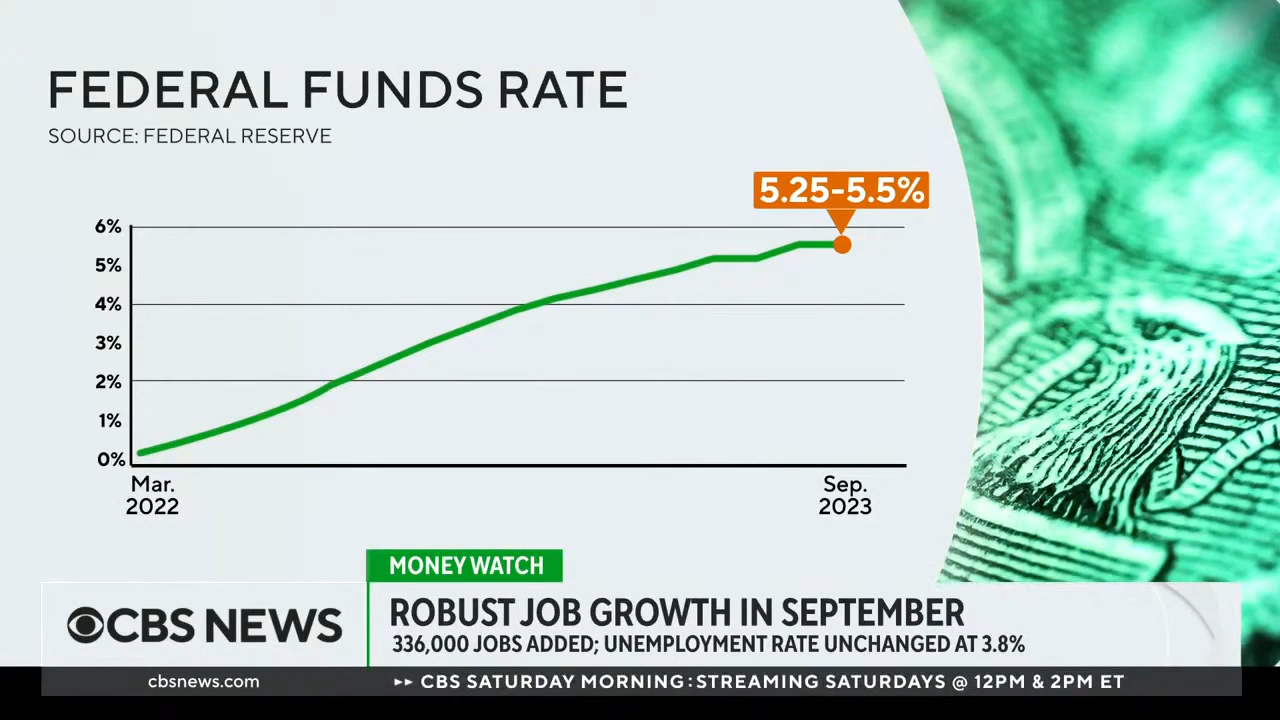 FEDERAL FUNDS RATE
SOURCE: FEDERAL RESERVE
5.25-5.5%
6%
5%
4%
3%
2%
1%
0%
Mar.
2022
Sep.
2023
MONEY WATCH
CBS NEWS
ROBUST JOB GROWTH IN SEPTEMBER
336,000 JOBS ADDED; UNEMPLOYMENT RATE UNCHANGED AT 3.8%
cbsnews.com
CBS SATURDAY MORNING: STREAMING SATURDAYS @ 12PM & 2PM ET